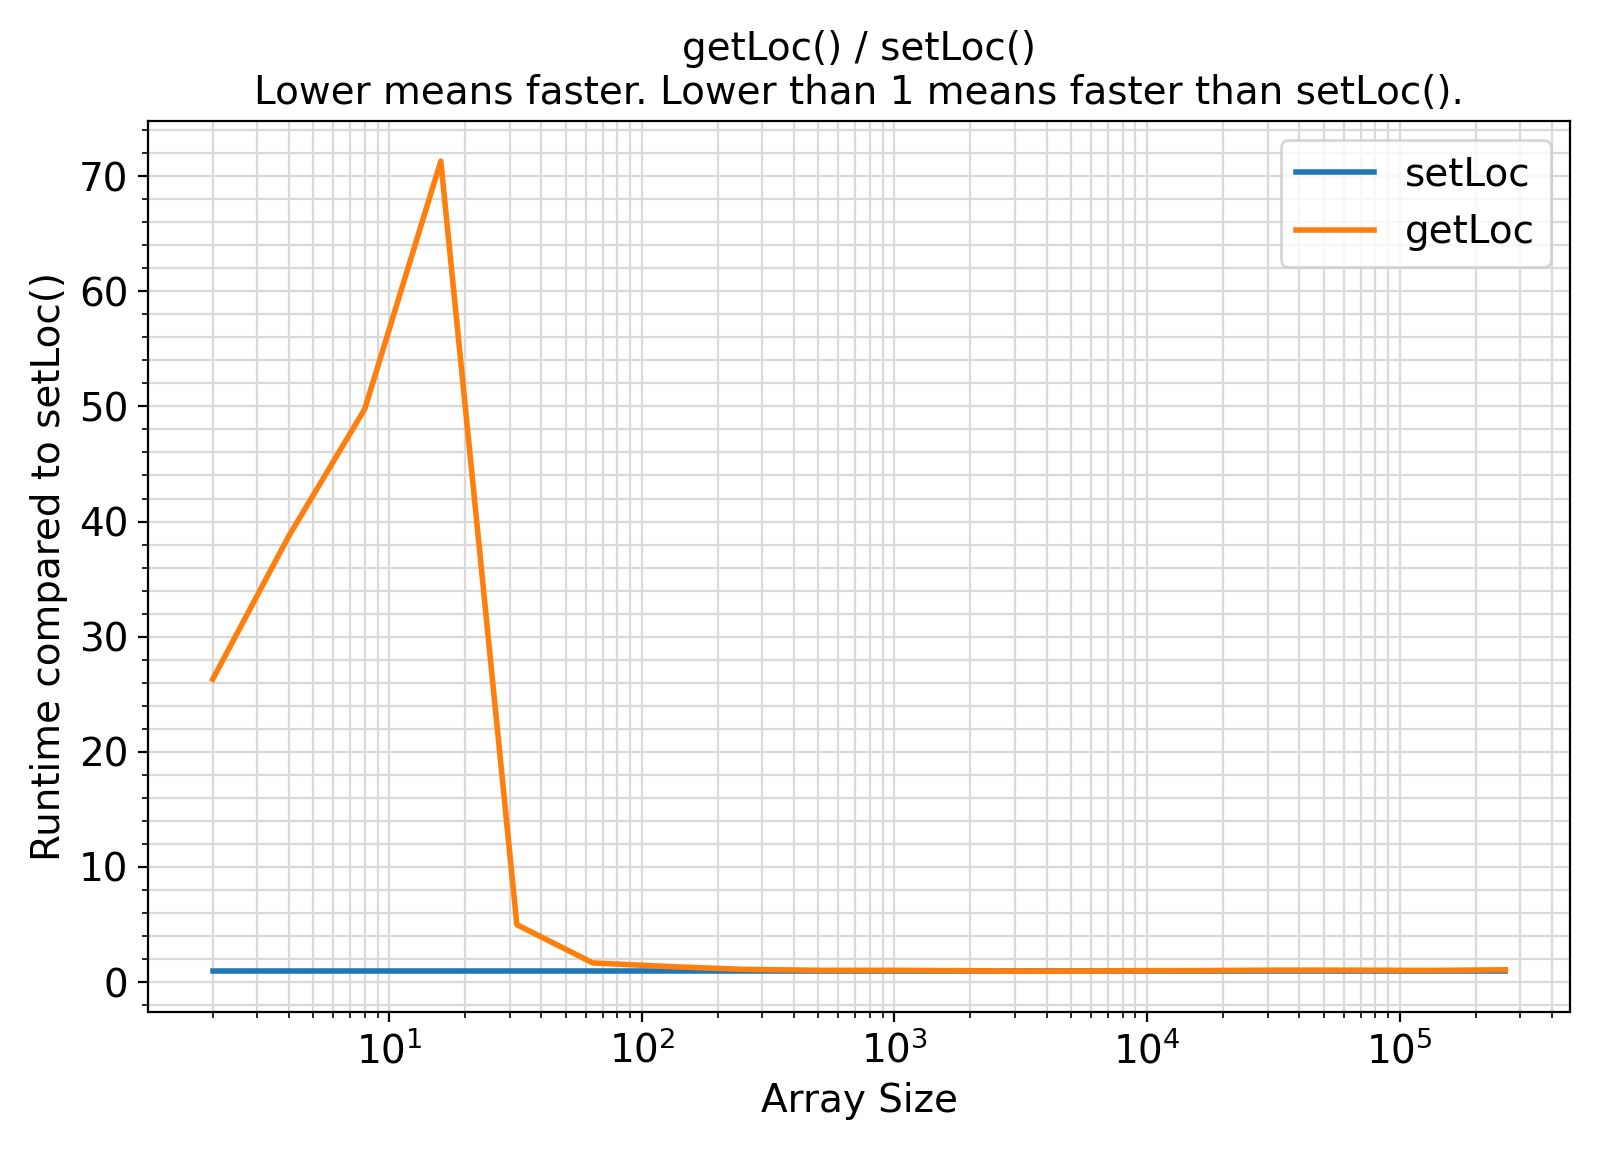 getLoc() / setLoc()
Lower means faster. Lower than 1 means faster than setLoc().
setLoc
getLoc
Runtime compared to setLoc()
70
60
50
40
30
20
10
0
10¹ 10² 10³ 10⁴ 10⁵
Array Size